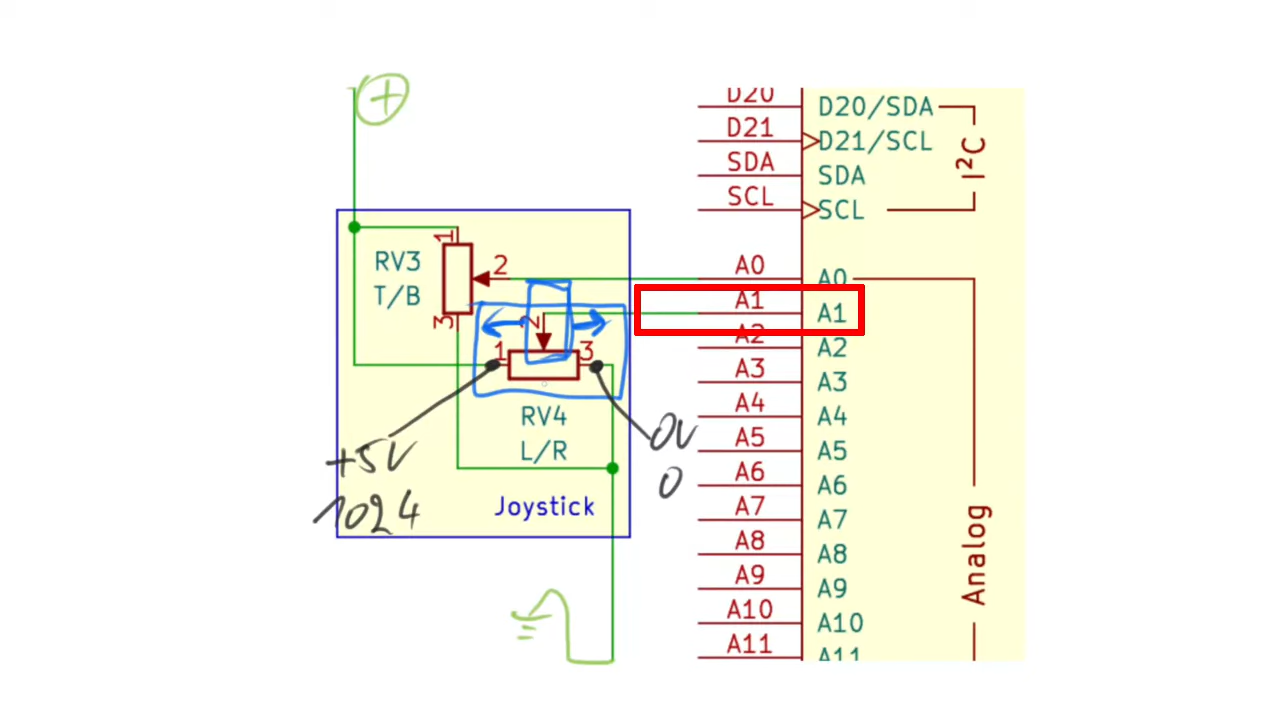 +
D20
D20/SDA
D21
D21/SCL
SDA
SDA
SCL
SCL
I²C
1
RV3
T/B
2
3
A0
A0
A1
A1
2
1
3
A2
A2
A3
A3
RV4
L/R
A4
A4
+5V
1024
0V
0
A5
A5
A6
A6
Joystick
A7
A7
A8
A8
Analog
A9
A9
A10
A10
A11
A11